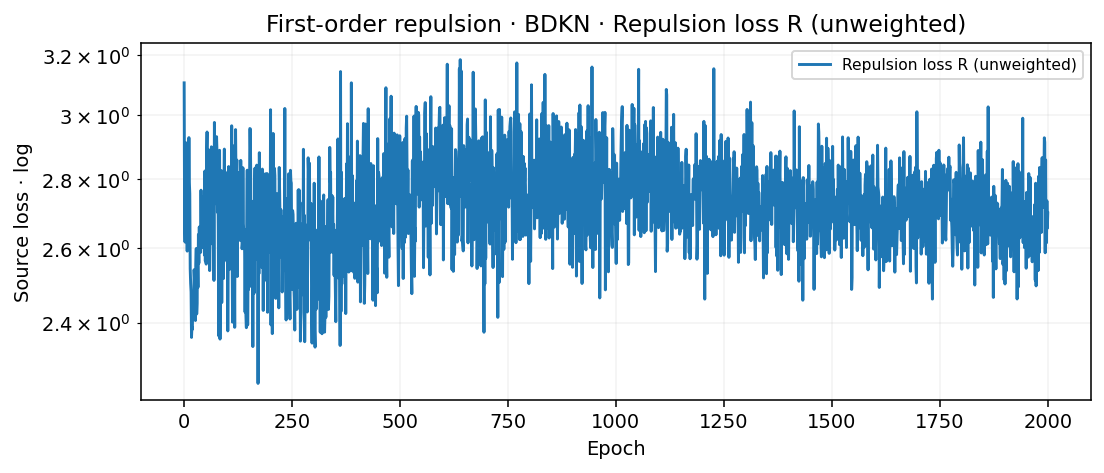 First-order repulsion · BDKN · Repulsion loss R (unweighted)
Repulsion loss R (unweighted)
Source loss · log
3.2 × 10⁰
3 × 10⁰
2.8 × 10⁰
2.6 × 10⁰
2.4 × 10⁰
0 250 500 750 1000 1250 1500 1750 2000
Epoch